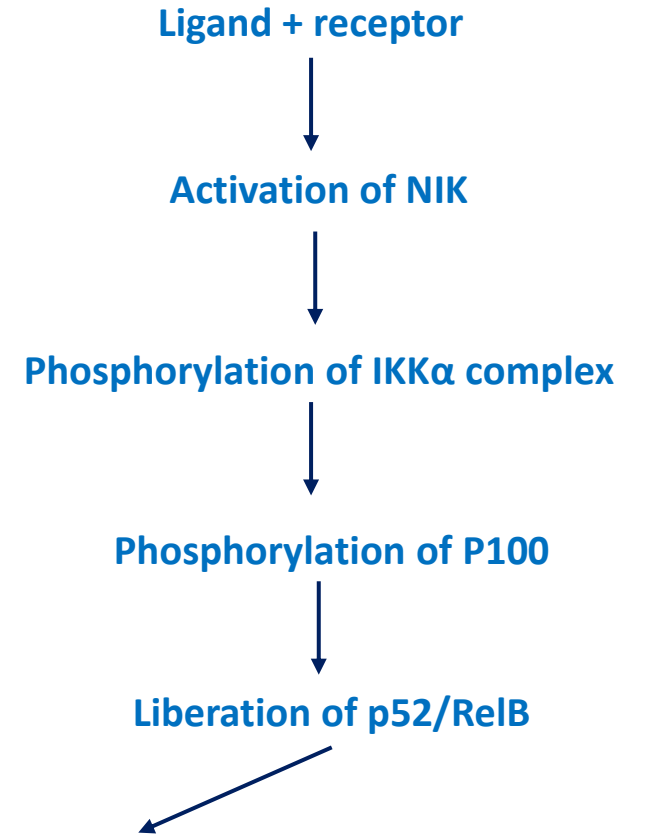 Ligand + receptor
Activation of NIK
Phosphorylation of IKKα complex
Phosphorylation of P100
Liberation of p52/RelB